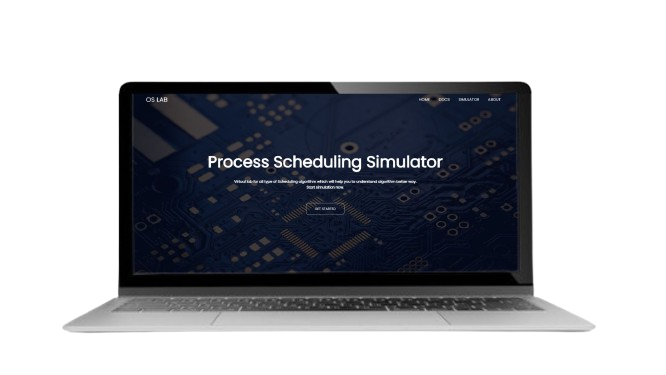 OS LAB
HOME DOCS SIMULATOR ABOUT
Process Scheduling Simulator
Virtual lab for all type of Scheduling algorithm which will help you to understand algorithm better way.
Start simulation now.
GET STARTED